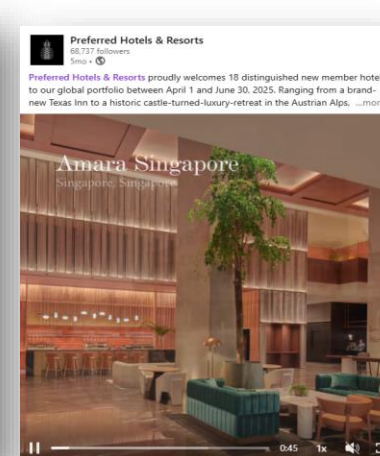 Preferred Hotels & Resorts
68,737 followers
5mo •
Preferred Hotels & Resorts proudly welcomes 18 distinguished new member hote
to our global portfolio between April 1 and June 30, 2025. Ranging from a brand-
new Texas Inn to a historic castle-turned-luxury-retreat in the Austrian Alps. ...mor
Amara Singapore
Singapore, Singapore
0:45 1x